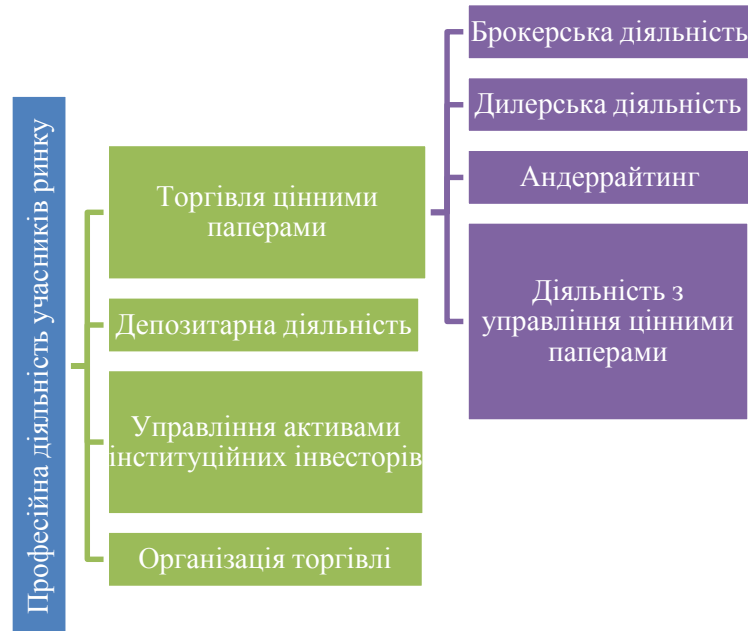 Професійна діяльність учасників ринку
Торгівля цінними
паперами
Депозитарна діяльність
Управління активами
інституційних інвесторів
Організація торгівлі
Брокерська діяльність
Дилерська діяльність
Андеррайтинг
Діяльність з
управління цінними
паперами